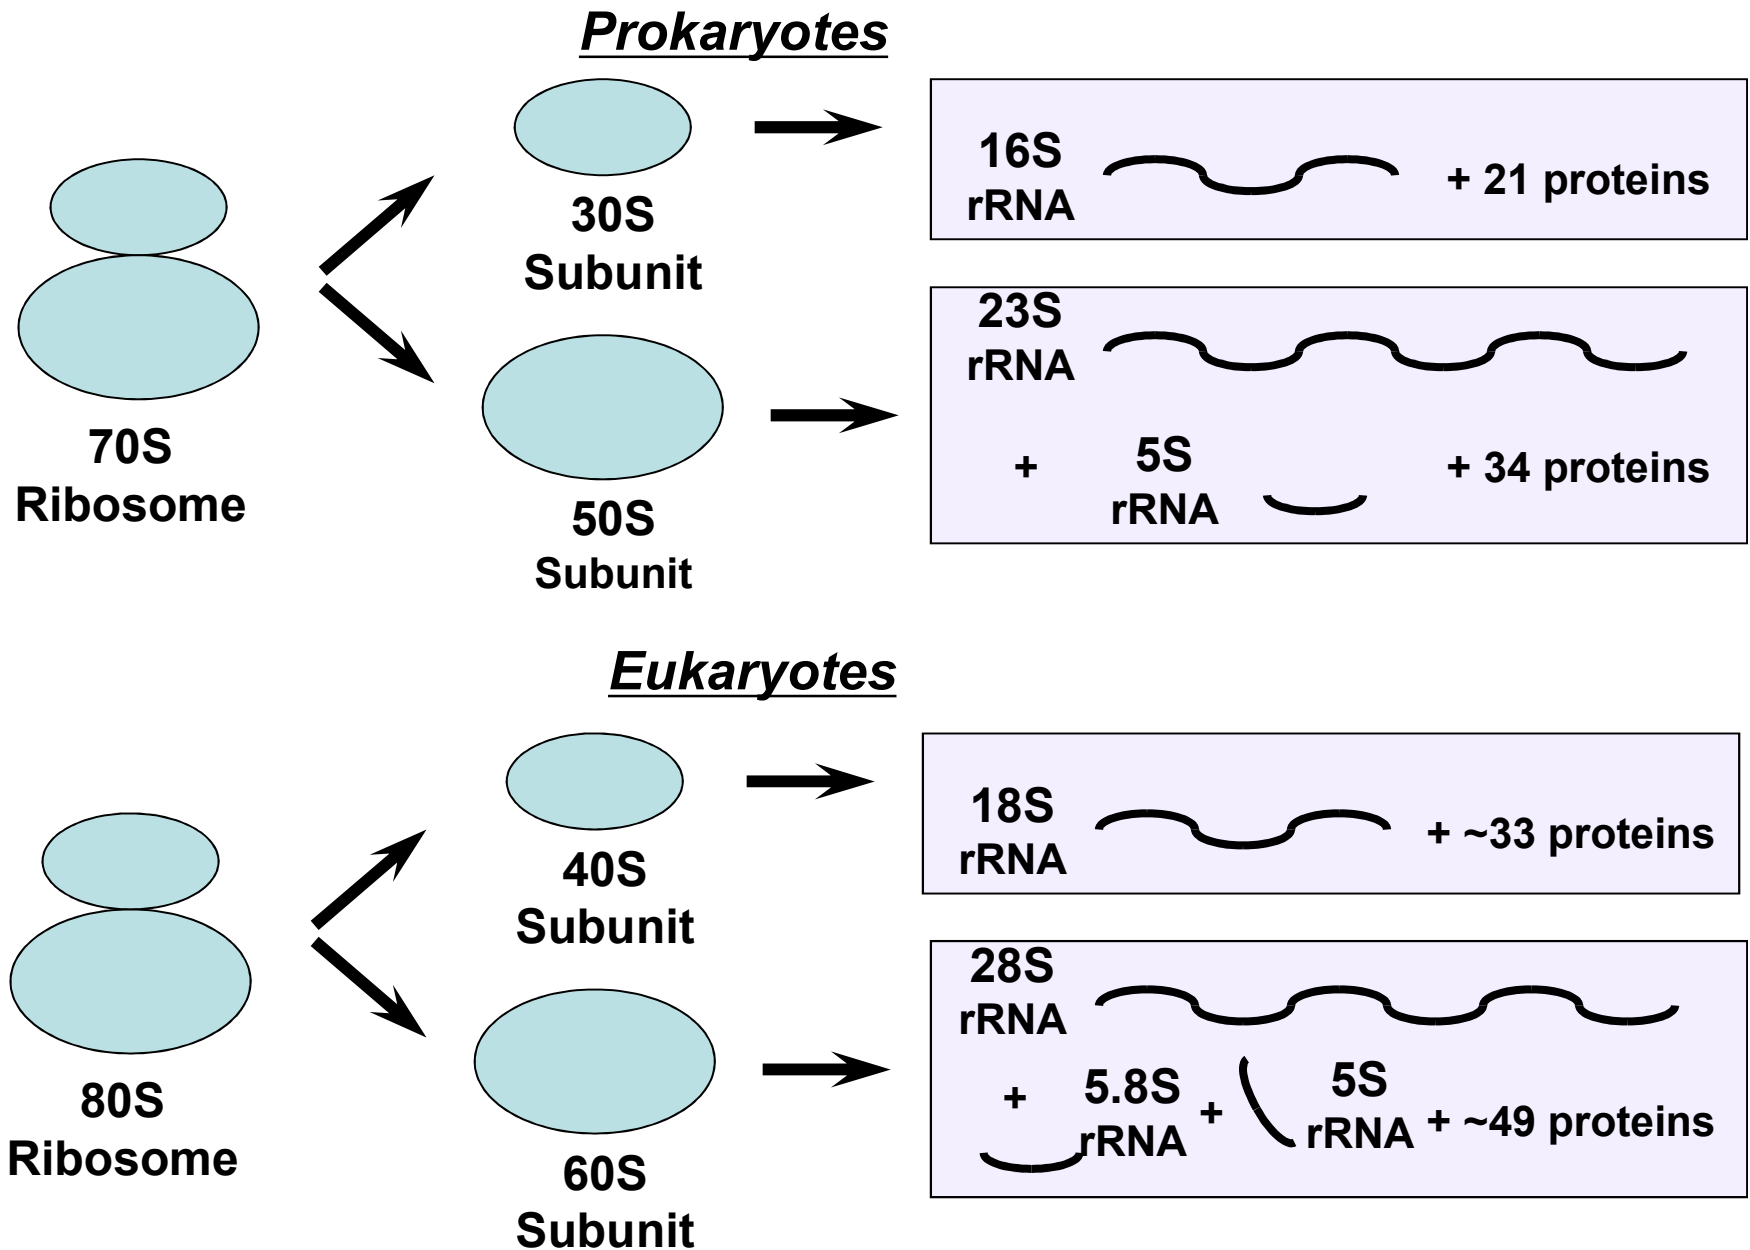 Prokaryotes
70S
Ribosome
30S
Subunit
16S
rRNA
+ 21 proteins
50S
Subunit
23S
rRNA
+
5S
rRNA
+ 34 proteins
Eukaryotes
80S
Ribosome
40S
Subunit
18S
rRNA
+ ~33 proteins
60S
Subunit
28S
rRNA
+
5.8S
rRNA
+
5S
rRNA
+ ~49 proteins